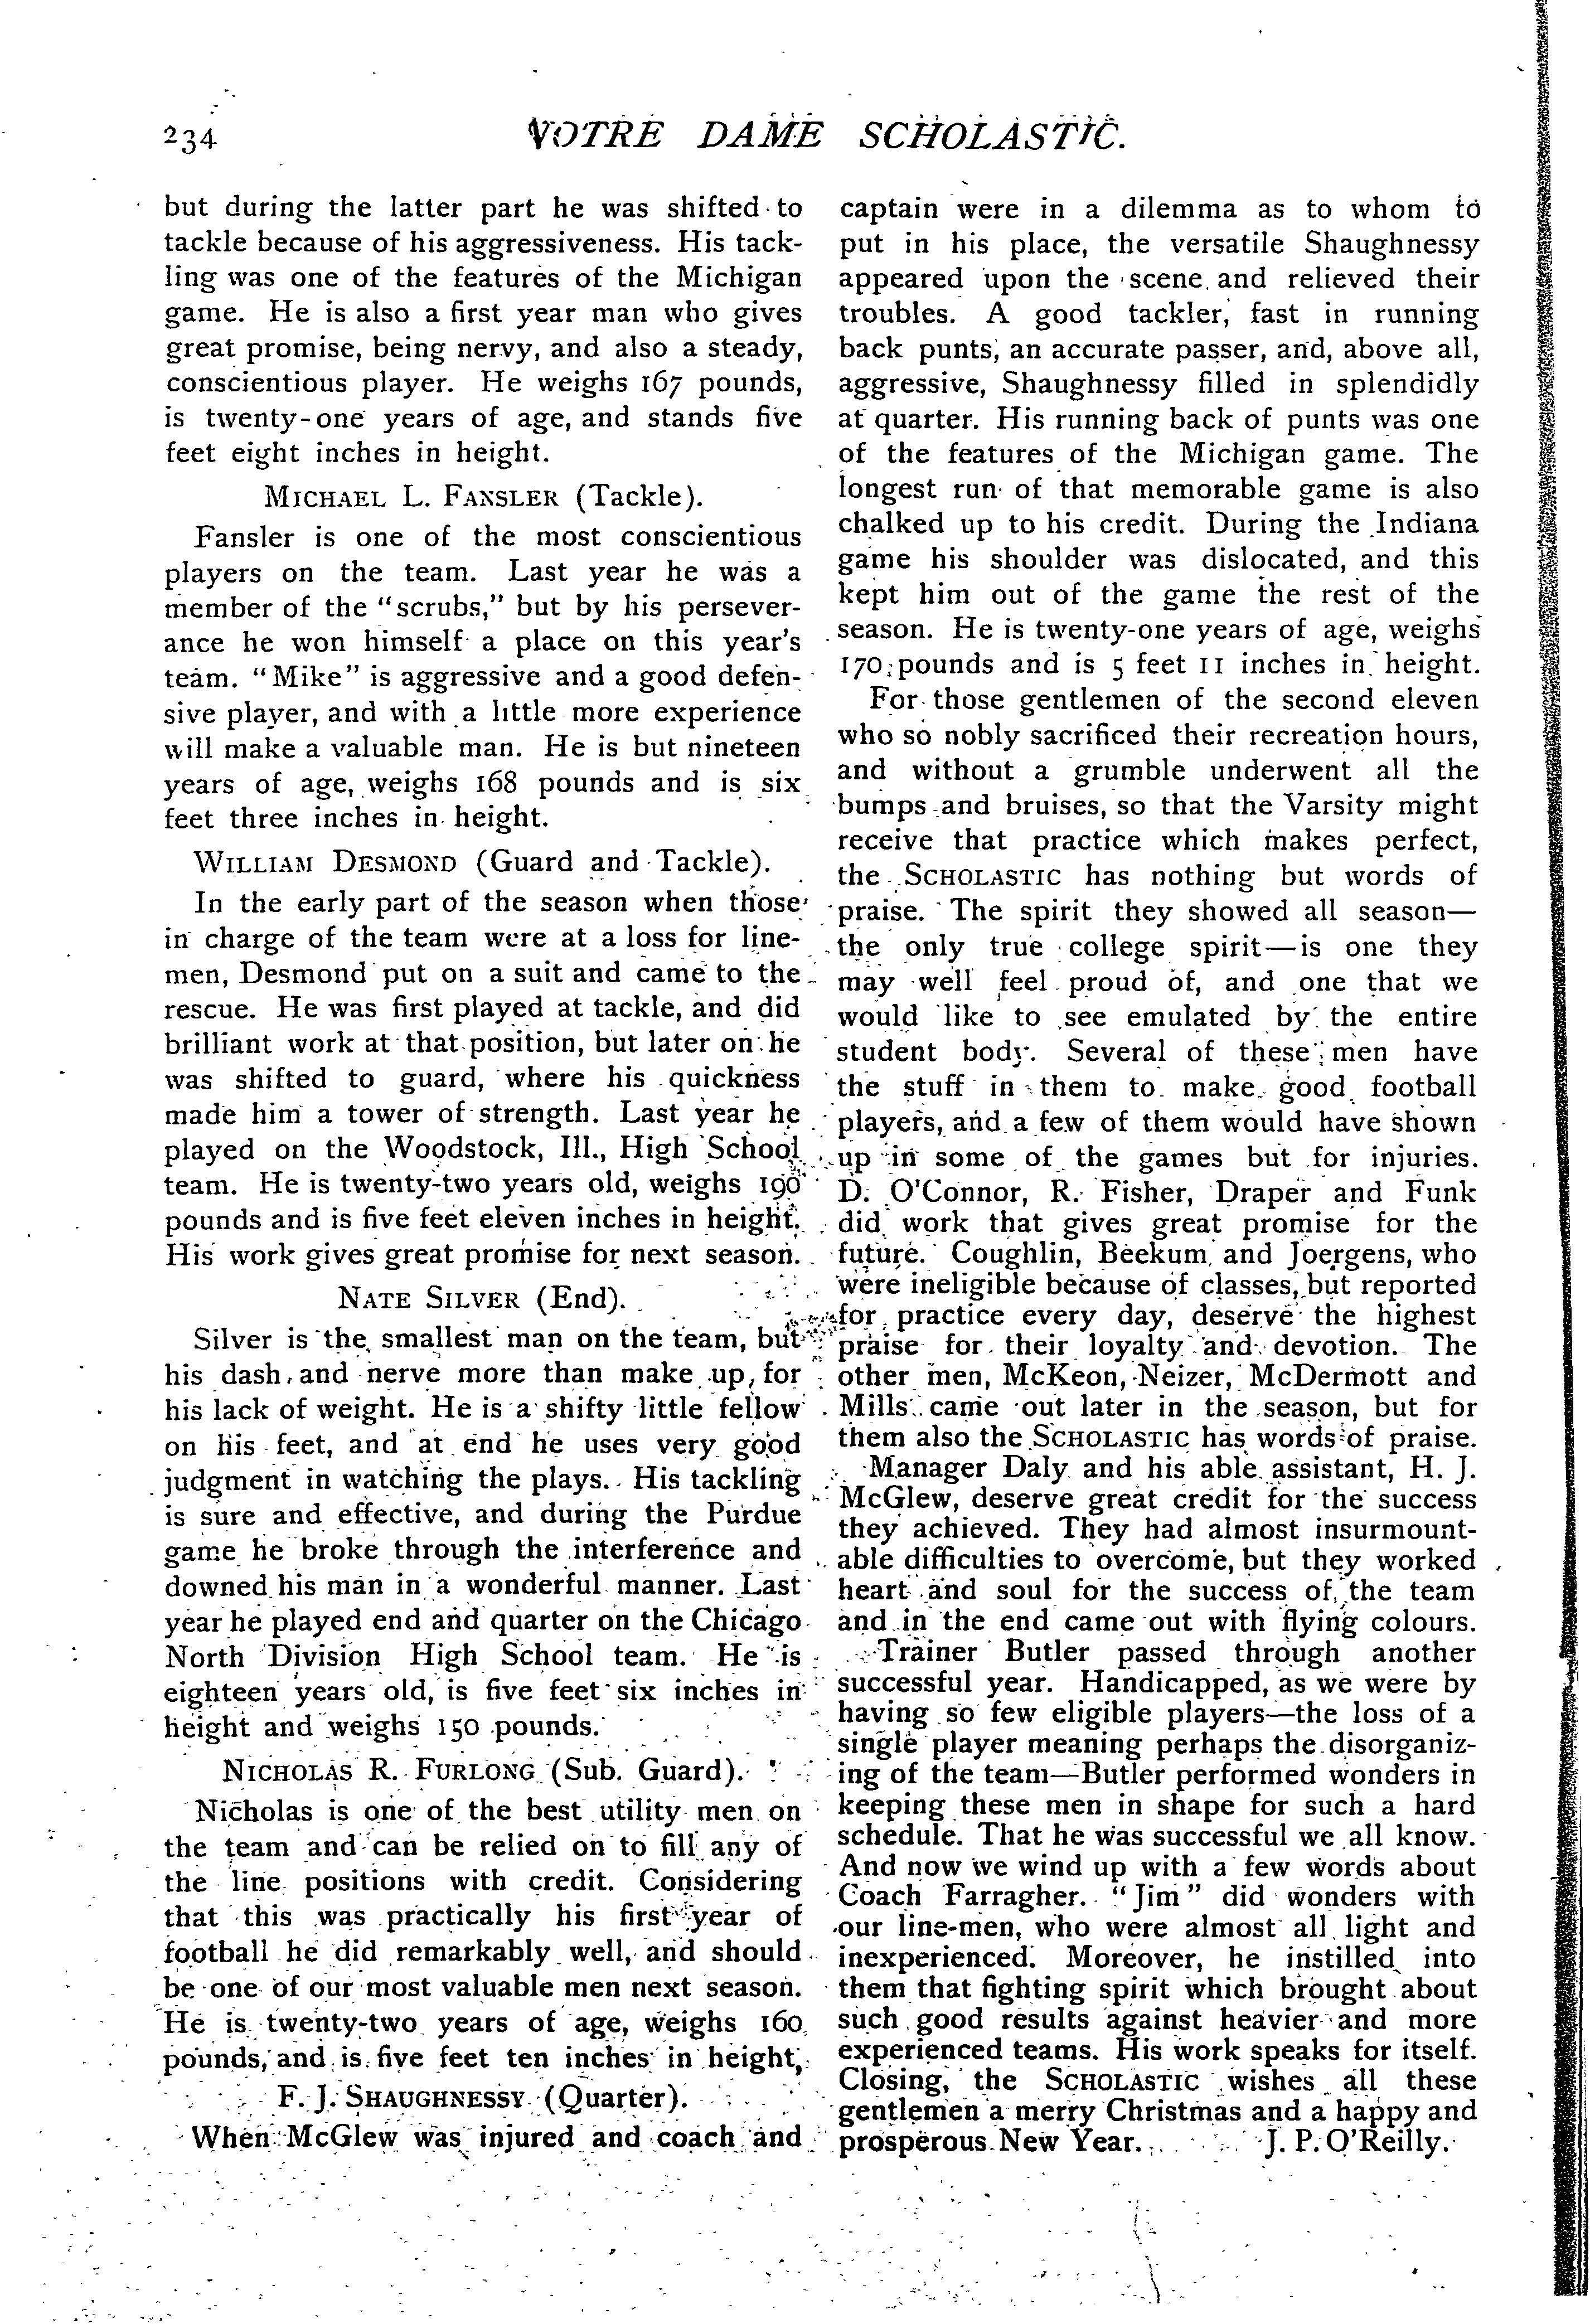 234
NOTRE DAME SCHOLASTIC.
but during the latter part he was shifted to
tackle because of his aggressiveness. His tack-
ling was one of the features of the Michigan
game. He is also a first year man who gives
great promise, being nervy, and also a steady,
conscientious player. He weighs 167 pounds,
is twenty-one years of age, and stands five
feet eight inches in height.
MICHAEL L. FANSLER (Tackle).
Fansler is one of the most conscientious
players on the team. Last year he was a
member of the "scrubs," but by his persever-
ance he won himself a place on this year's
team. "Mike" is aggressive and a good defen-
sive player, and with a little more experience
will make a valuable man. He is but nineteen
years of age, weighs 168 pounds and is six
feet three inches in height.
WILLIAM DESMOND (Guard and Tackle).
In the early part of the season when those
in charge of the team were at a loss for line-
men, Desmond put on a suit and came to the
rescue. He was first played at tackle, and did
brilliant work at that position, but later on he
was shifted to guard, where his quickness
made him a tower of strength. Last year he
played on the Woodstock, Ill., High School
team. He is twenty-two years old, weighs 190
pounds and is five feet eleven inches in height.
His work gives great promise for next season.
NATE SILVER (End).
Silver is the smallest man on the team, but
his dash and nerve more than make up for
his lack of weight. He is a shifty little fellow
on his feet, and at end he uses very good
judgment in watching the plays. His tackling
is sure and effective, and during the Purdue
game he broke through the interference and
downed his man in a wonderful manner. Last
year he played end and quarter on the Chicago
North Division High School team. He is
eighteen years old, is five feet six inches in
height and weighs 150 pounds.
NICHOLAS R. FURLONG (Sub. Guard).
Nicholas is one of the best utility men on
the team and can be relied on to fill any of
the line positions with credit. Considering
that this was practically his first year of
football he did remarkably well, and should
be one of our most valuable men next season.
He is twenty-two years of age, weighs 160
pounds, and is five feet ten inches in height,
F. J. SHAUGHNESSY (Quarter).
When McGlew was injured and coach and
captain were in a dilemma as to whom to
put in his place, the versatile Shaughnessy
appeared upon the scene and relieved their
troubles. A good tackler, fast in running
back punts, an accurate passer, and, above all,
aggressive, Shaughnessy filled in splendidly
at quarter. His running back of punts was one
of the features of the Michigan game. The
longest run of that memorable game is also
chalked up to his credit. During the Indiana
game his shoulder was dislocated, and this
kept him out of the game the rest of the
season. He is twenty-one years of age, weighs
170 pounds and is 5 feet 11 inches in height.
For those gentlemen of the second eleven
who so nobly sacrificed their recreation hours,
and without a grumble underwent all the
bumps and bruises, so that the Varsity might
receive that practice which makes perfect,
the SCHOLASTIC has nothing but words of
praise. The spirit they showed all season—
the only true college spirit—is one they
may well feel proud of, and one that we
would like to see emulated by the entire
student body. Several of these men have
the stuff in them to make good football
players, and a few of them would have shown
up in some of the games but for injuries.
D. O'Connor, R. Fisher, Draper and Funk
did work that gives great promise for the
future. Coughlin, Beekum and Joergens, who
were ineligible because of classes, but reported
for practice every day, deserve the highest
praise for their loyalty and devotion. The
other men, McKeon, Neizer, McDermott and
Mills came out later in the season, but for
them also the SCHOLASTIC has words of praise.
Manager Daly and his able assistant, H. J.
McGlew, deserve great credit for the success
they achieved. They had almost insurmount-
able difficulties to overcome, but they worked
heart and soul for the success of the team
and in the end came out with flying colours.
Trainer Butler passed through another
successful year. Handicapped, as we were by
having so few eligible players—the loss of a
single player meaning perhaps the disorganiz-
ing of the team—Butler performed wonders in
keeping these men in shape for such a hard
schedule. That he was successful we all know.
And now we wind up with a few words about
Coach Farragher. "Jim" did wonders with
our line-men, who were almost all light and
inexperienced. Moreover, he instilled into
them that fighting spirit which brought about
such good results against heavier and more
experienced teams. His work speaks for itself.
Closing, the SCHOLASTIC wishes all these
gentlemen a merry Christmas and a happy and
prosperous New Year. J. P. O'Reilly.